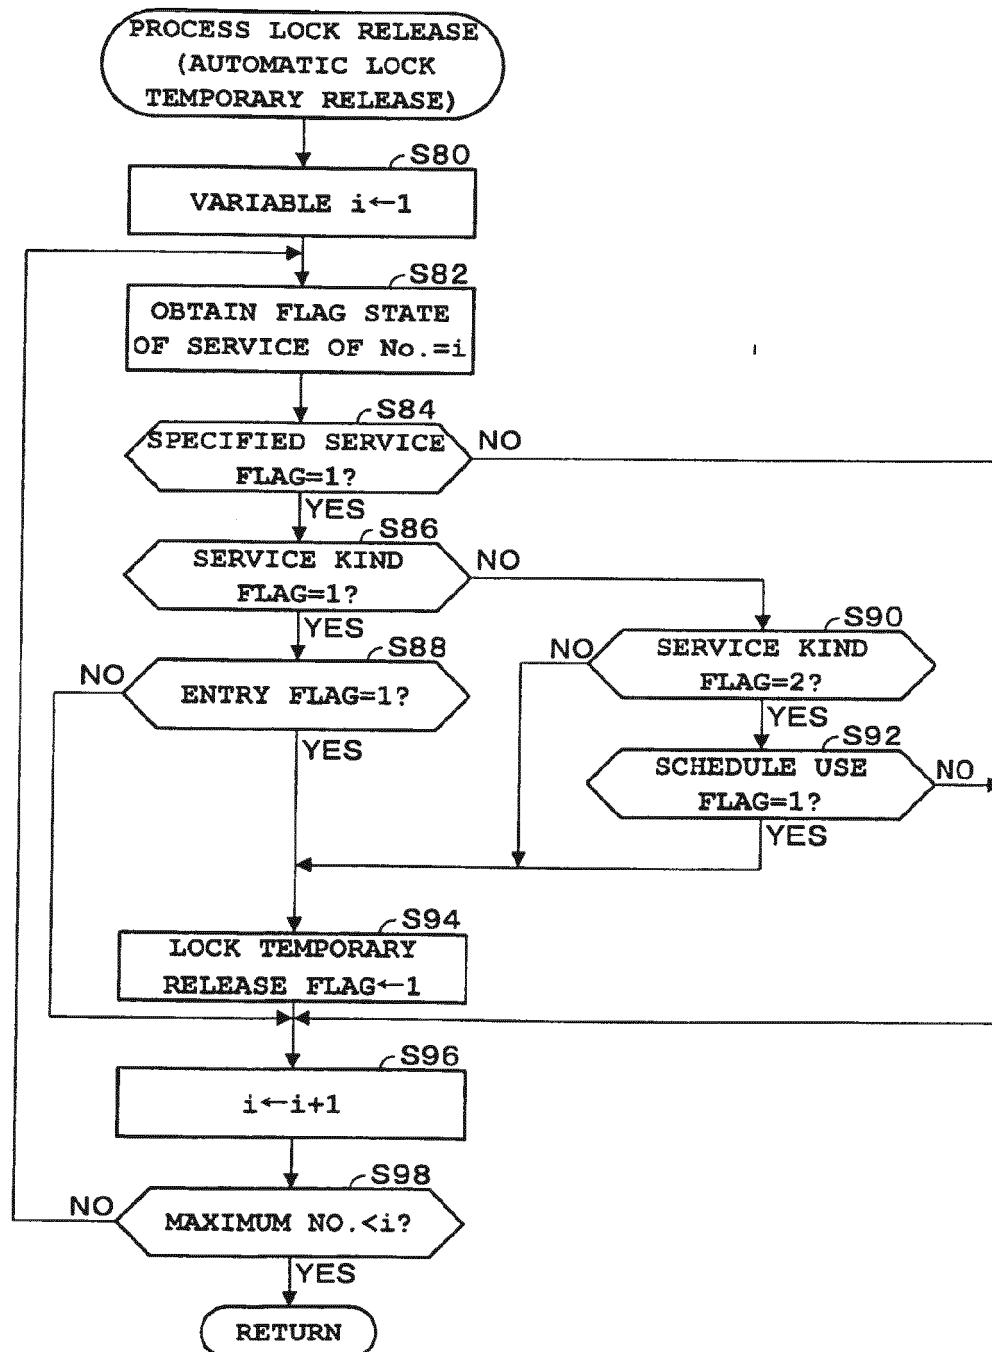 PROCESS LOCK RELEASE
(AUTOMATIC LOCK
TEMPORARY RELEASE)
S80
VARIABLE i←1
S82
OBTAIN FLAG STATE
OF SERVICE OF No.=i
S84
SPECIFIED SERVICE
FLAG=1?
NO
YES
S86
SERVICE KIND
FLAG=1?
NO
YES
S90
SERVICE KIND
FLAG=2?
NO
YES
S88
ENTRY FLAG=1?
NO
YES
S92
SCHEDULE USE
FLAG=1?
NO
YES
S94
LOCK TEMPORARY
RELEASE FLAG←1
S96
i←i+1
S98
MAXIMUM NO.<i?
NO
YES
RETURN